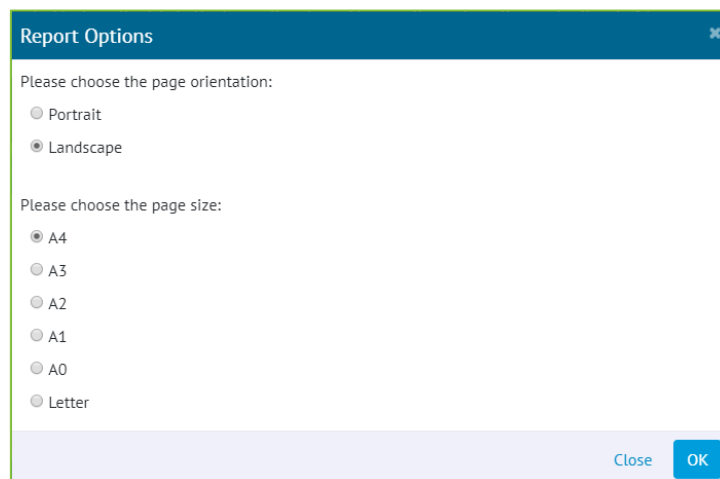 Report Options
Please choose the page orientation:
Portrait
Landscape
Please choose the page size:
A4
A3
A2
A1
A0
Letter
Close OK